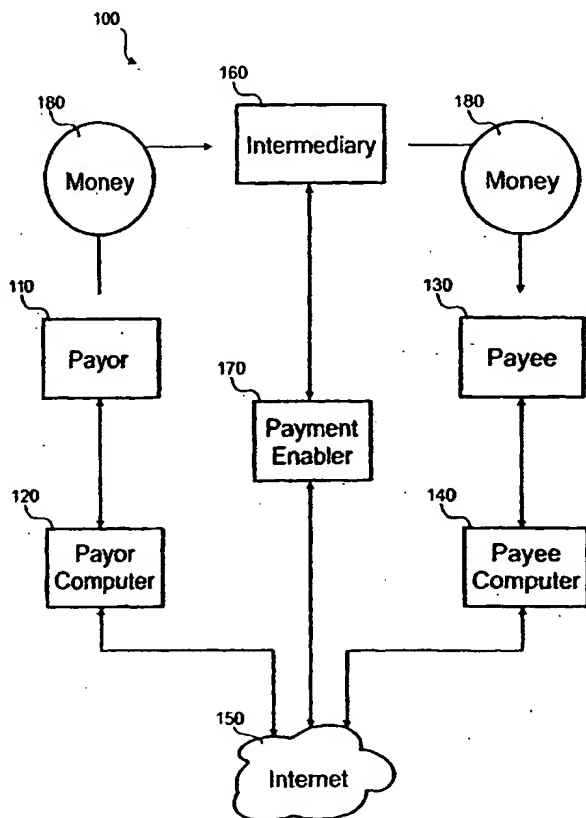 100
180
160
180
Money
Intermediary
Money
110
130
Payor
Payee
170
Payment
Enabler
120
140
Payor
Computer
Payee
Computer
150
Internet